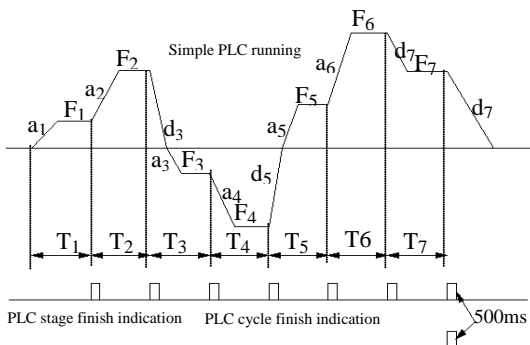 F6
Simple PLC running
F2
d7
F7
a6
a2
F5
d7
F1
a1
d3
a5
a3
F3
d5
a4
F4
T1
T2
T3
T4
T5
T6
T7
PLC stage finish indication
PLC cycle finish indication
500ms